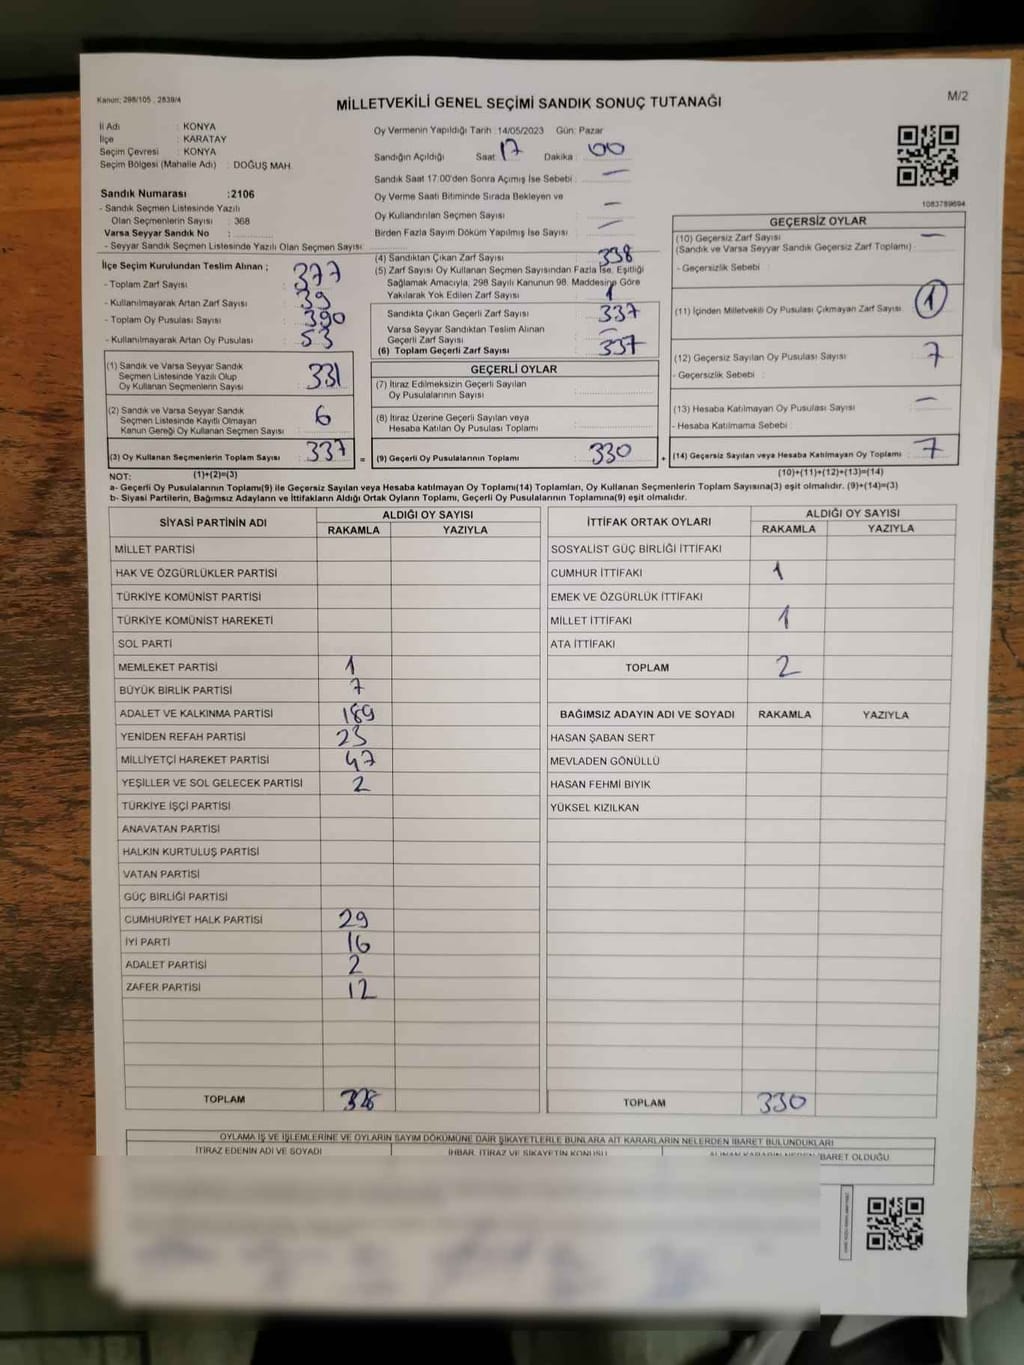 Kanun: 298/105 , 2839/4
MİLLETVEKİLİ GENEL SEÇİMİ SANDIK SONUÇ TUTANAĞI
M/2
İl Adı : KONYA
İlçe : KARATAY
Seçim Çevresi : KONYA
Seçim Bölgesi (Mahalle Adı) : DOĞUŞ MAH.
Sandık Numarası :2106
- Sandık Seçmen Listesinde Yazılı
Olan Seçmenlerin Sayısı : 368
Varsa Seyyar Sandık No :
- Seyyar Sandık Seçmen Listesinde Yazılı Olan Seçmen Sayısı:
Oy Vermenin Yapıldığı Tarih :14/05/2023 Gün: Pazar
Sandığın Açıldığı Saat: 17 Dakika : 00
Sandık Saat 17:00'den Sonra Açımış İse Sebebi : —
Oy Verme Saati Bitiminde Sırada Bekleyen ve
Oy Kullandırılan Seçmen Sayısı : —
Birden Fazla Sayım Döküm Yapılmış İse Sayısı : —
1083789694
İlçe Seçim Kurulundan Teslim Alınan ;
- Toplam Zarf Sayısı : 377
- Kullanılmayarak Artan Zarf Sayısı : 39
- Toplam Oy Pusulası Sayısı : 390
- Kullanılmayarak Artan Oy Pusulası : 53
(4) Sandıktan Çıkan Zarf Sayısı : 338
(5) Zarf Sayısı Oy Kullanan Seçmen Sayısından Fazla İse, Eşitliği
Sağlamak Amacıyla, 298 Sayılı Kanunun 98. Maddesine Göre
Yakılarak Yok Edilen Zarf Sayısı : 1
Sandıkta Çıkan Geçerli Zarf Sayısı : 337
Varsa Seyyar Sandıktan Teslim Alınan
Geçerli Zarf Sayısı : —
(6) Toplam Geçerli Zarf Sayısı : 337
GEÇERSİZ OYLAR
(10) Geçersiz Zarf Sayısı : —
(Sandık ve Varsa Seyyar Sandık Geçersiz Zarf Toplamı)
- Geçersizlik Sebebi :
(11) İçinden Milletvekili Oy Pusulası Çıkmayan Zarf Sayısı : 1
(12) Geçersiz Sayılan Oy Pusulası Sayısı : 7
- Geçersizlik Sebebi :
(13) Hesaba Katılmayan Oy Pusulası Sayısı : —
- Hesaba Katılmama Sebebi :
(14) Geçersiz Sayılan veya Hesaba Katılmayan Oy Toplamı : 7
(10)+(11)+(12)+(13)=(14)
(1) Sandık ve Varsa Seyyar Sandık
Seçmen Listesinde Yazılı Olup
Oy Kullanan Seçmenlerin Sayısı : 331
(2) Sandık ve Varsa Seyyar Sandık
Seçmen Listesinde Kayıtlı Olmayan
Kanun Gereği Oy Kullanan Seçmen Sayısı : 6
(3) Oy Kullanan Seçmenlerin Toplam Sayısı : 337 =
(1)+(2)=(3)
GEÇERLİ OYLAR
(7) İtiraz Edilmeksizin Geçerli Sayılan
Oy Pusulalarının Sayısı :
(8) İtiraz Üzerine Geçerli Sayılan veya
Hesaba Katılan Oy Pusulası Toplamı :
(9) Geçerli Oy Pusulalarının Toplamı : 330 +
NOT:
a- Geçerli Oy Pusulalarının Toplamı(9) ile Geçersiz Sayılan veya Hesaba Katılmayan Oy Toplamı(14) Toplamları, Oy Kullanan Seçmenlerin Toplam Sayısına(3) eşit olmalıdır. (9)+(14)=(3)
b- Siyasi Partilerin, Bağımsız Adayların ve İttifakların Aldığı Ortak Oyların Toplamı, Geçerli Oy Pusulalarının Toplamına(9) eşit olmalıdır.
SİYASİ PARTİNİN ADI ALDIĞI OY SAYISI
RAKAMLA YAZIYLA
MİLLET PARTİSİ
HAK VE ÖZGÜRLÜKLER PARTİSİ
TÜRKİYE KOMÜNİST PARTİSİ
TÜRKİYE KOMÜNİST HAREKETİ
SOL PARTİ
MEMLEKET PARTİSİ 1
BÜYÜK BİRLİK PARTİSİ 7
ADALET VE KALKINMA PARTİSİ 189
YENİDEN REFAH PARTİSİ 23
MİLLİYETÇİ HAREKET PARTİSİ 47
YEŞİLLER VE SOL GELECEK PARTİSİ 2
TÜRKİYE İŞÇİ PARTİSİ
ANAVATAN PARTİSİ
HALKIN KURTULUŞ PARTİSİ
VATAN PARTİSİ
GÜÇ BİRLİĞİ PARTİSİ
CUMHURİYET HALK PARTİSİ 29
İYİ PARTİ 16
ADALET PARTİSİ 2
ZAFER PARTİSİ 12
TOPLAM 328
İTTİFAK ORTAK OYLARI ALDIĞI OY SAYISI
RAKAMLA YAZIYLA
SOSYALİST GÜÇ BİRLİĞİ İTTİFAKI
CUMHUR İTTİFAKI 1
EMEK VE ÖZGÜRLÜK İTTİFAKI
MİLLET İTTİFAKI 1
ATA İTTİFAKI
TOPLAM 2
BAĞIMSIZ ADAYIN ADI VE SOYADI RAKAMLA YAZIYLA
HASAN ŞABAN SERT
MEVLADEN GÖNÜLLÜ
HASAN FEHMİ BIYIK
YÜKSEL KIZILKAN
TOPLAM 330
OYLAMA İŞ VE İŞLEMLERİNE VE OYLARIN SAYIM DÖKÜMÜNE DAİR ŞİKAYETLERLE BUNLARA AİT KARARLARIN NELERDEN İBARET BULUNDUKLARI
İTİRAZ EDENİN ADI VE SOYADI İHBAR, İTİRAZ VE ŞİKAYETİN KONUSU ALINAN KARARIN NEDEN İBARET OLDUĞU